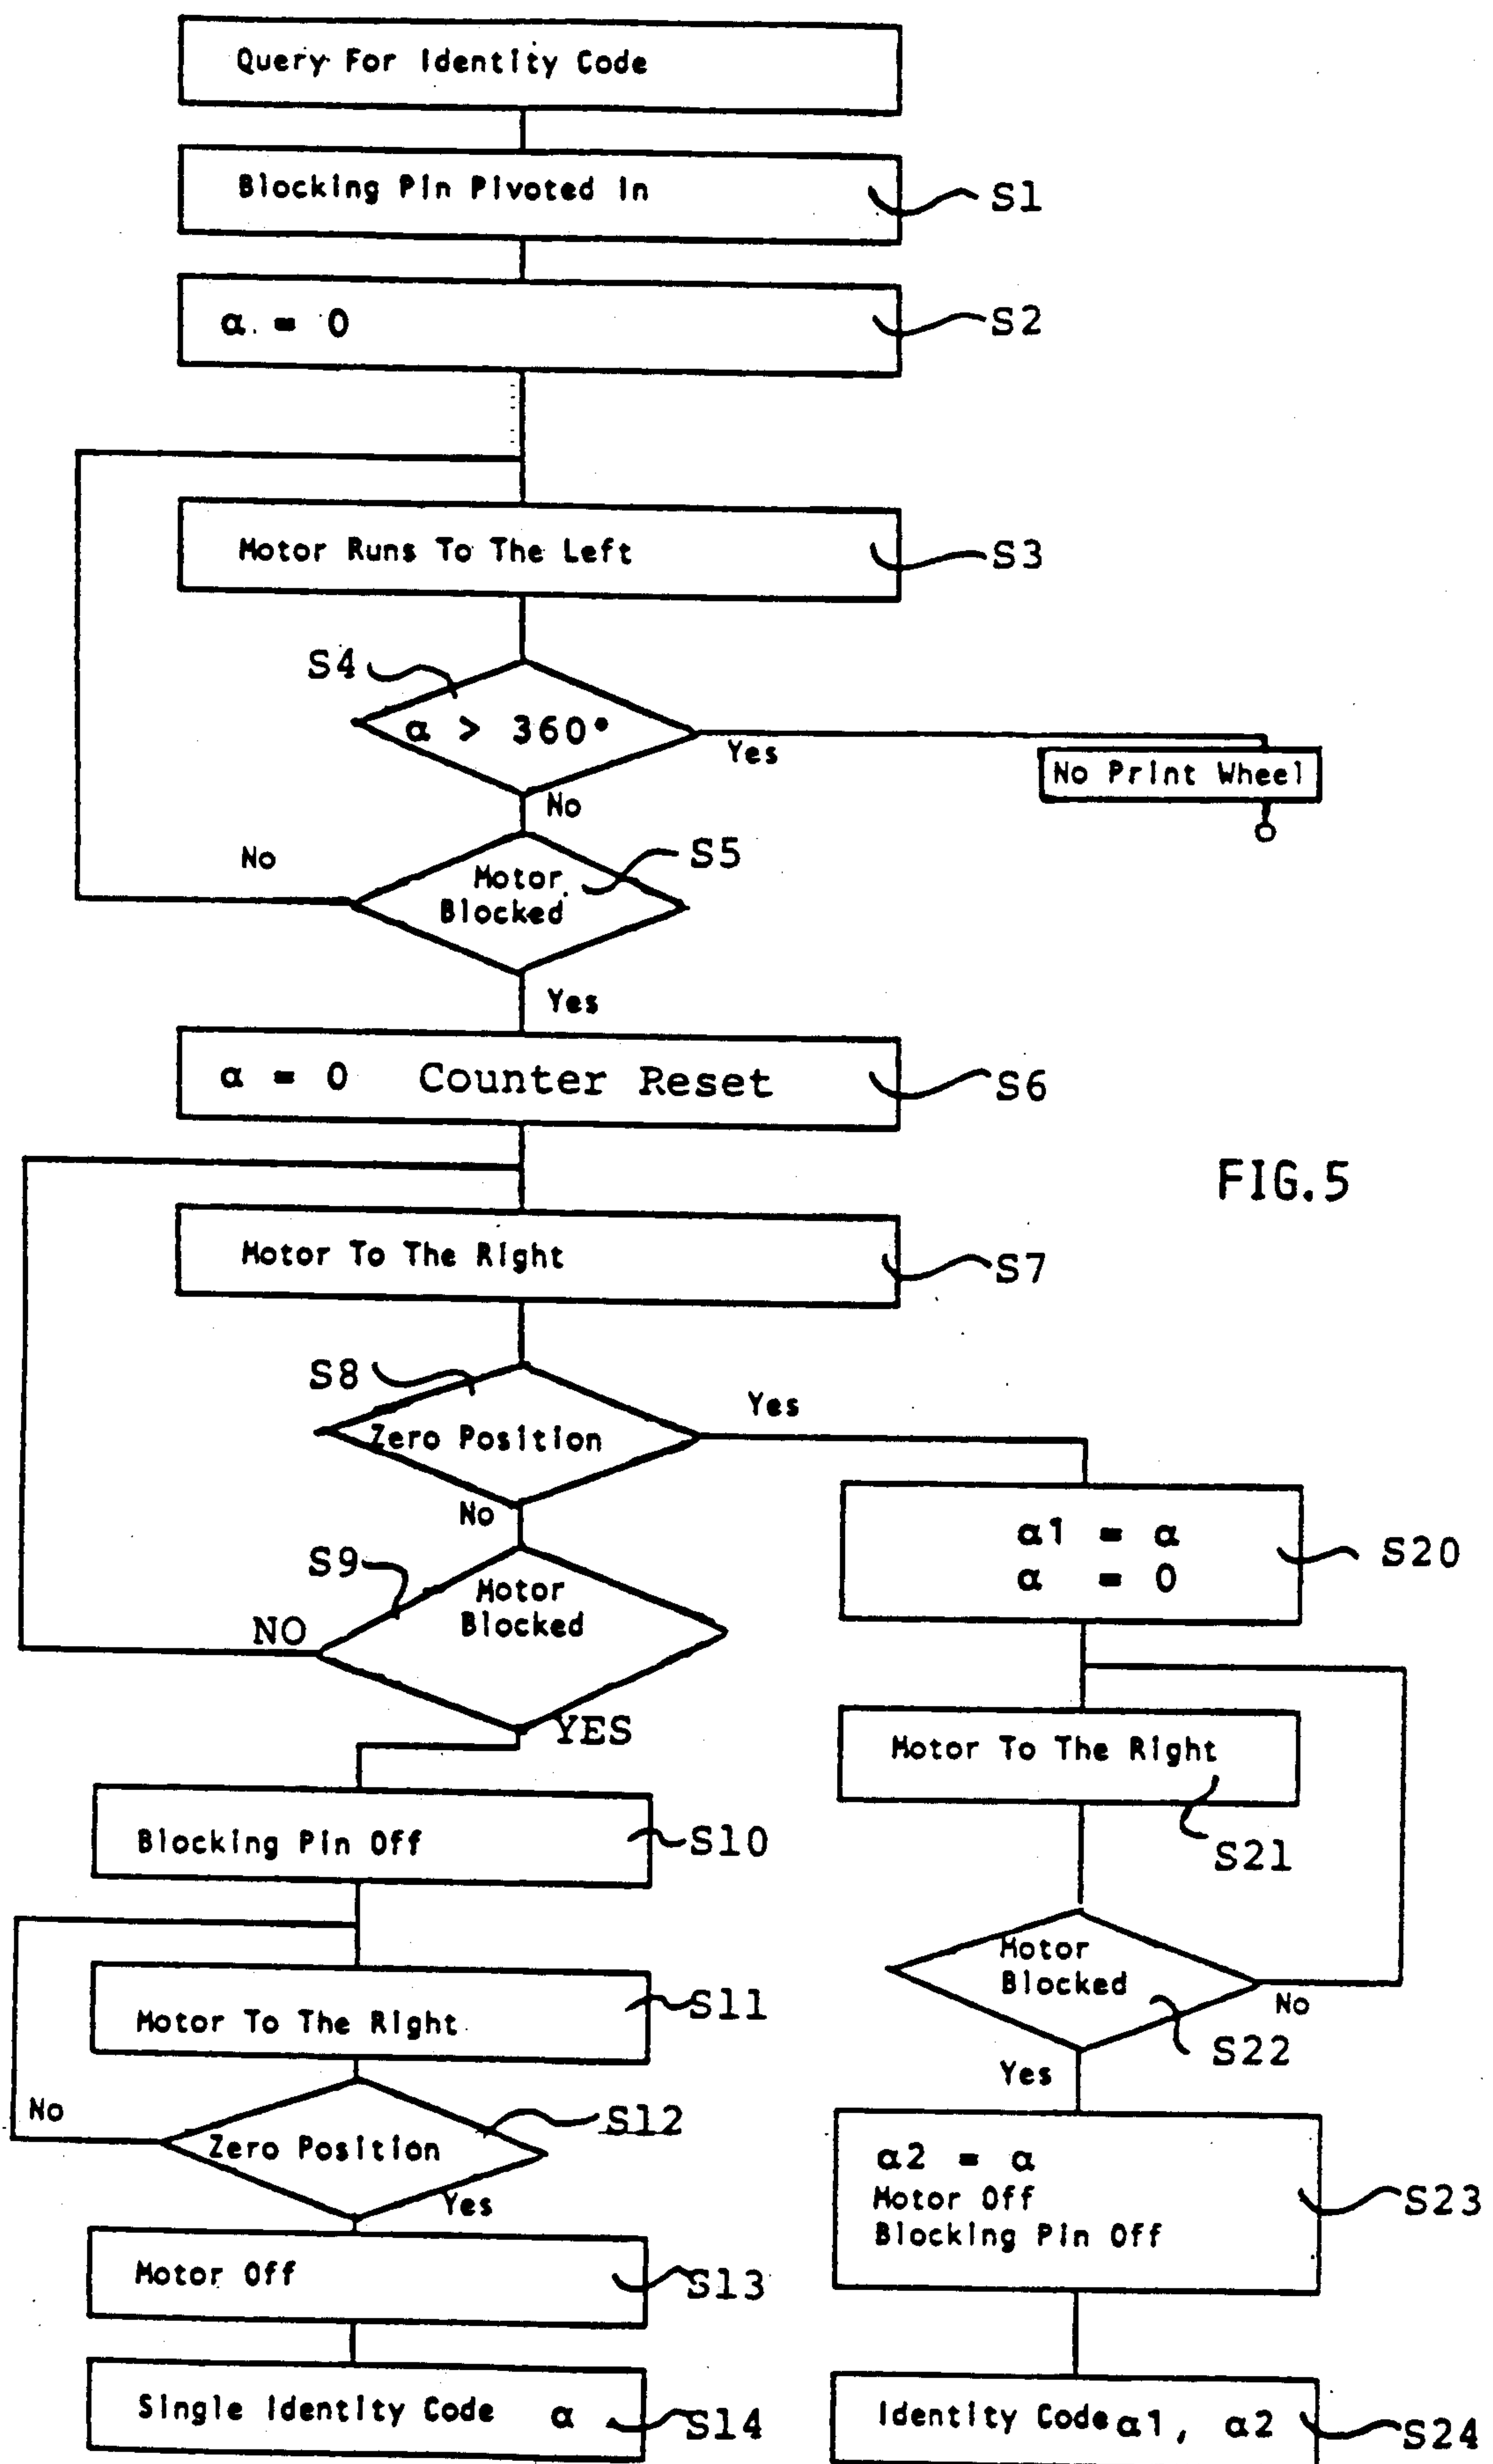 Query For Identity Code
Blocking Pin Pivoted In
S1
α = 0
S2
Motor Runs To The Left
S3
S4
α > 360°
Yes
No Print Wheel
No
No
S5
Motor
Blocked
Yes
α = 0 Counter Reset
S6
FIG.5
Motor To The Right
S7
S8
Yes
Zero Position
No
α1 = α
α = 0
S20
S9
Motor
Blocked
NO
YES
Motor To The Right
S21
Blocking Pin Off
S10
Motor
Blocked
No
S22
Yes
Motor To The Right
S11
No
S12
Zero Position
Yes
α2 = α
Motor Off
Blocking Pin Off
S23
Motor Off
S13
Single Identity Code α
S14
Identity Code α1, α2
S24